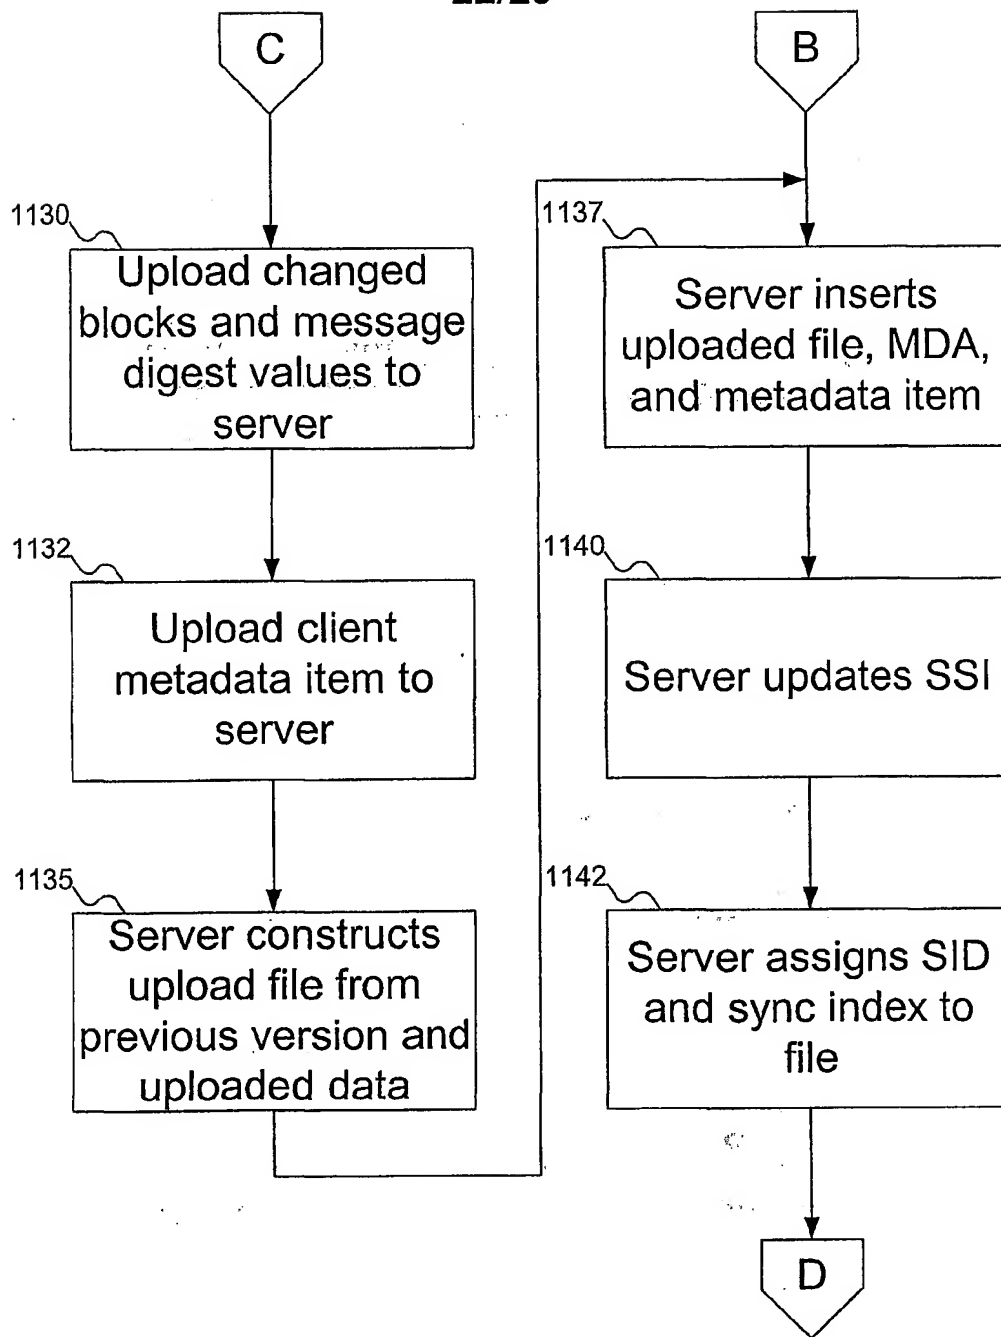 C
1130
Upload changed
blocks and message
digest values to
server
1132
Upload client
metadata item to
server
1135
Server constructs
upload file from
previous version and
uploaded data
B
1137
Server inserts
uploaded file, MDA,
and metadata item
1140
Server updates SSI
1142
Server assigns SID
and sync index to
file
D